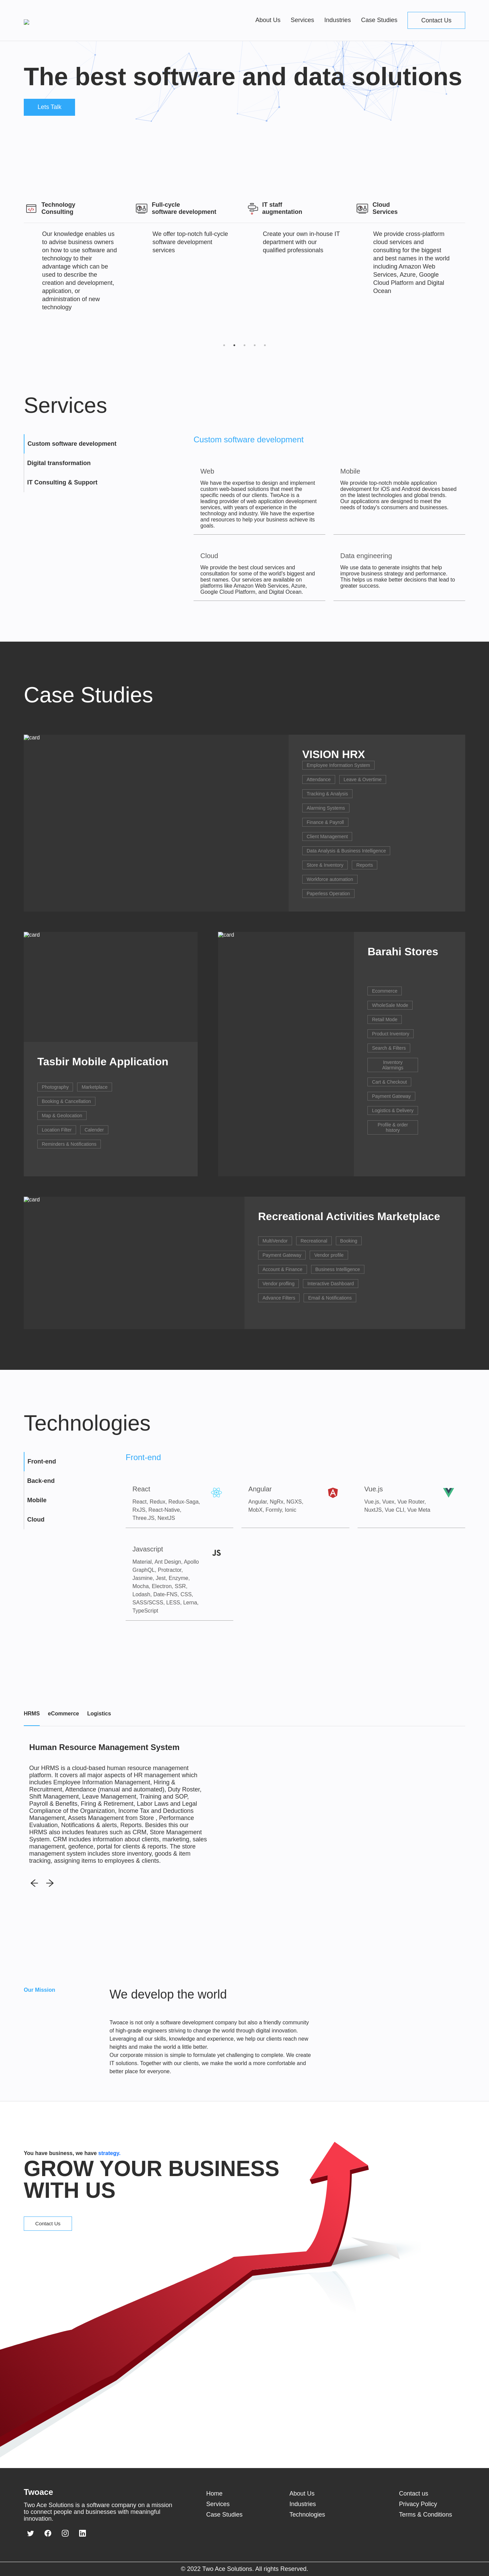 About Us
Services
Industries
Case Studies
Contact Us
The best software and data solutions
Lets Talk
Technology
Consulting
Our knowledge enables us
to advise business owners
on how to use software and
technology to their
advantage which can be
used to describe the
creation and development,
application, or
administration of new
technology
Full-cycle
software development
We offer top-notch full-cycle
software development
services
IT staff
augmentation
Create your own in-house IT
department with our
qualified professionals
Cloud
Services
We provide cross-platform
cloud services and
consulting for the biggest
and best names in the world
including Amazon Web
Services, Azure, Google
Cloud Platform and Digital
Ocean
Services
Custom software development
Digital transformation
IT Consulting & Support
Custom software development
Web
We have the expertise to design and implement
custom web-based solutions that meet the
specific needs of our clients. TwoAce is a
leading provider of web application development
services, with years of experience in the
technology and industry. We have the expertise
and resources to help your business achieve its
goals.
Mobile
We provide top-notch mobile application
development for iOS and Android devices based
on the latest technologies and global trends.
Our applications are designed to meet the
needs of today's consumers and businesses.
Cloud
We provide the best cloud services and
consultation for some of the world's biggest and
best names. Our services are available on
platforms like Amazon Web Services, Azure,
Google Cloud Platform, and Digital Ocean.
Data engineering
We use data to generate insights that help
improve business strategy and performance.
This helps us make better decisions that lead to
greater success.
Case Studies
card
VISION HRX
Employee Information System
Attendance
Leave & Overtime
Tracking & Analysis
Alarming Systems
Finance & Payroll
Client Management
Data Analysis & Business Intelligence
Store & Inventory
Reports
Workforce automation
Paperless Operation
card
Tasbir Mobile Application
Photography
Marketplace
Booking & Cancellation
Map & Geolocation
Location Filter
Calender
Reminders & Notifications
card
Barahi Stores
Ecommerce
WholeSale Mode
Retail Mode
Product Inventory
Search & Filters
Inventory
Alarmings
Cart & Checkout
Payment Gateway
Logistics & Delivery
Profile & order
history
card
Recreational Activities Marketplace
MultiVendor
Recreational
Booking
Payment Gateway
Vendor profile
Account & Finance
Business Intelligence
Vendor profling
Interactive Dashboard
Advance Filters
Email & Notifications
Technologies
Front-end
Back-end
Mobile
Cloud
Front-end
React
React, Redux, Redux-Saga,
RxJS, React-Native,
Three.JS, NextJS
Angular
Angular, NgRx, NGXS,
MobX, Formly, Ionic
Vue.js
Vue.js, Vuex, Vue Router,
NuxtJS, Vue CLI, Vue Meta
Javascript
JS
Material, Ant Design, Apollo
GraphQL, Protractor,
Jasmine, Jest, Enzyme,
Mocha, Electron, SSR,
Lodash, Date-FNS, CSS,
SASS/SCSS, LESS, Lerna,
TypeScript
HRMS
eCommerce
Logistics
Human Resource Management System
Our HRMS is a cloud-based human resource management
platform. It covers all major aspects of HR management which
includes Employee Information Management, Hiring &
Recruitment, Attendance (manual and automated), Duty Roster,
Shift Management, Leave Management, Training and SOP,
Payroll & Benefits, Firing & Retirement, Labor Laws and Legal
Compliance of the Organization, Income Tax and Deductions
Management, Assets Management from Store , Performance
Evaluation, Notifications & alerts, Reports. Besides this our
HRMS also includes features such as CRM, Store Management
System. CRM includes information about clients, marketing, sales
management, geofence, portal for clients & reports. The store
management system includes store inventory, goods & item
tracking, assigning items to employees & clients.
Our Mission
We develop the world
Twoace is not only a software development company but also a friendly community
of high-grade engineers striving to change the world through digital innovation.
Leveraging all our skills, knowledge and experience, we help our clients reach new
heights and make the world a little better.
Our corporate mission is simple to formulate yet challenging to complete. We create
IT solutions. Together with our clients, we make the world a more comfortable and
better place for everyone.
You have business, we have strategy.
GROW YOUR BUSINESS
WITH US
Contact Us
Twoace
Two Ace Solutions is a software company on a mission
to connect people and businesses with meaningful
innovation.
Home
Services
Case Studies
About Us
Industries
Technologies
Contact us
Privacy Policy
Terms & Conditions
© 2022 Two Ace Solutions. All rights Reserved.